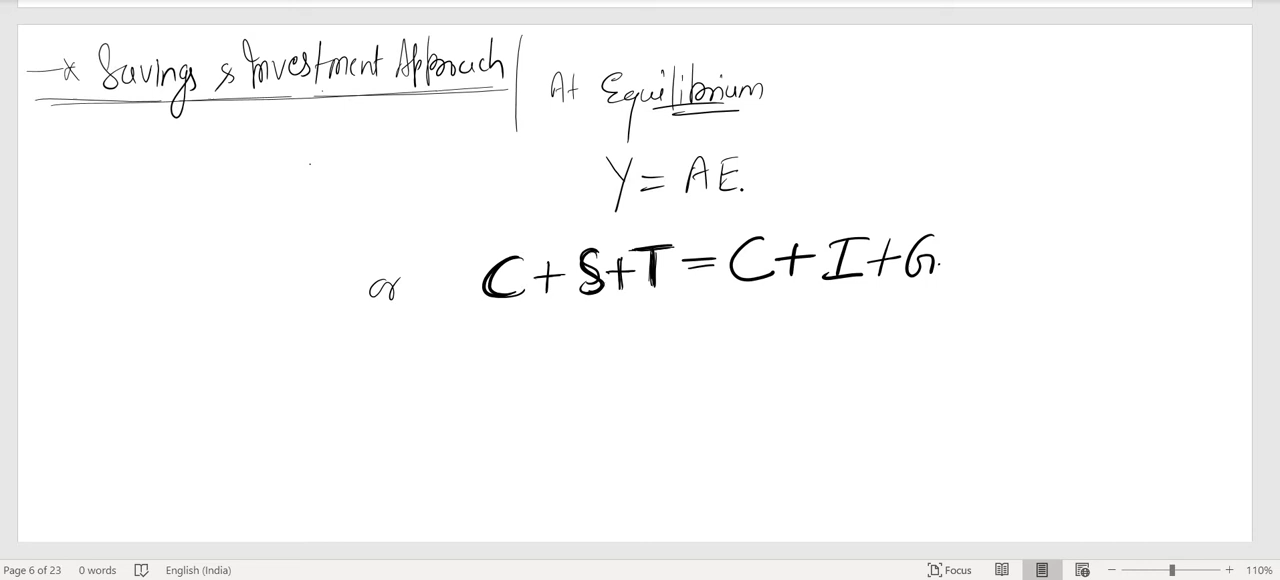 * Savings & Investment Approach
At Equilibrium
Y = AE.
or C + S + T = C + I + G.
Page 6 of 23 0 words English (India) Focus 110%